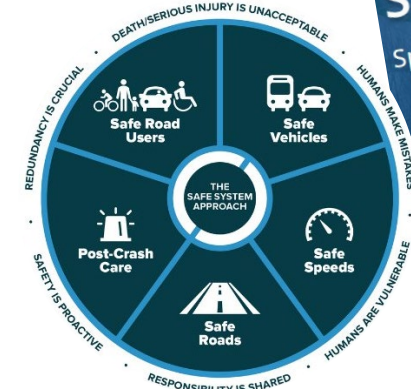 DEATH/SERIOUS INJURY IS UNACCEPTABLE
HUMANS MAKE MISTAKES
HUMANS ARE VULNERABLE
RESPONSIBILITY IS SHARED
SAFETY IS PROACTIVE
REDUNDANCY IS CRUCIAL
Safe Road
Users
Safe
Vehicles
THE
SAFE SYSTEM
APPROACH
Post-Crash
Care
Safe
Speeds
Safe
Roads